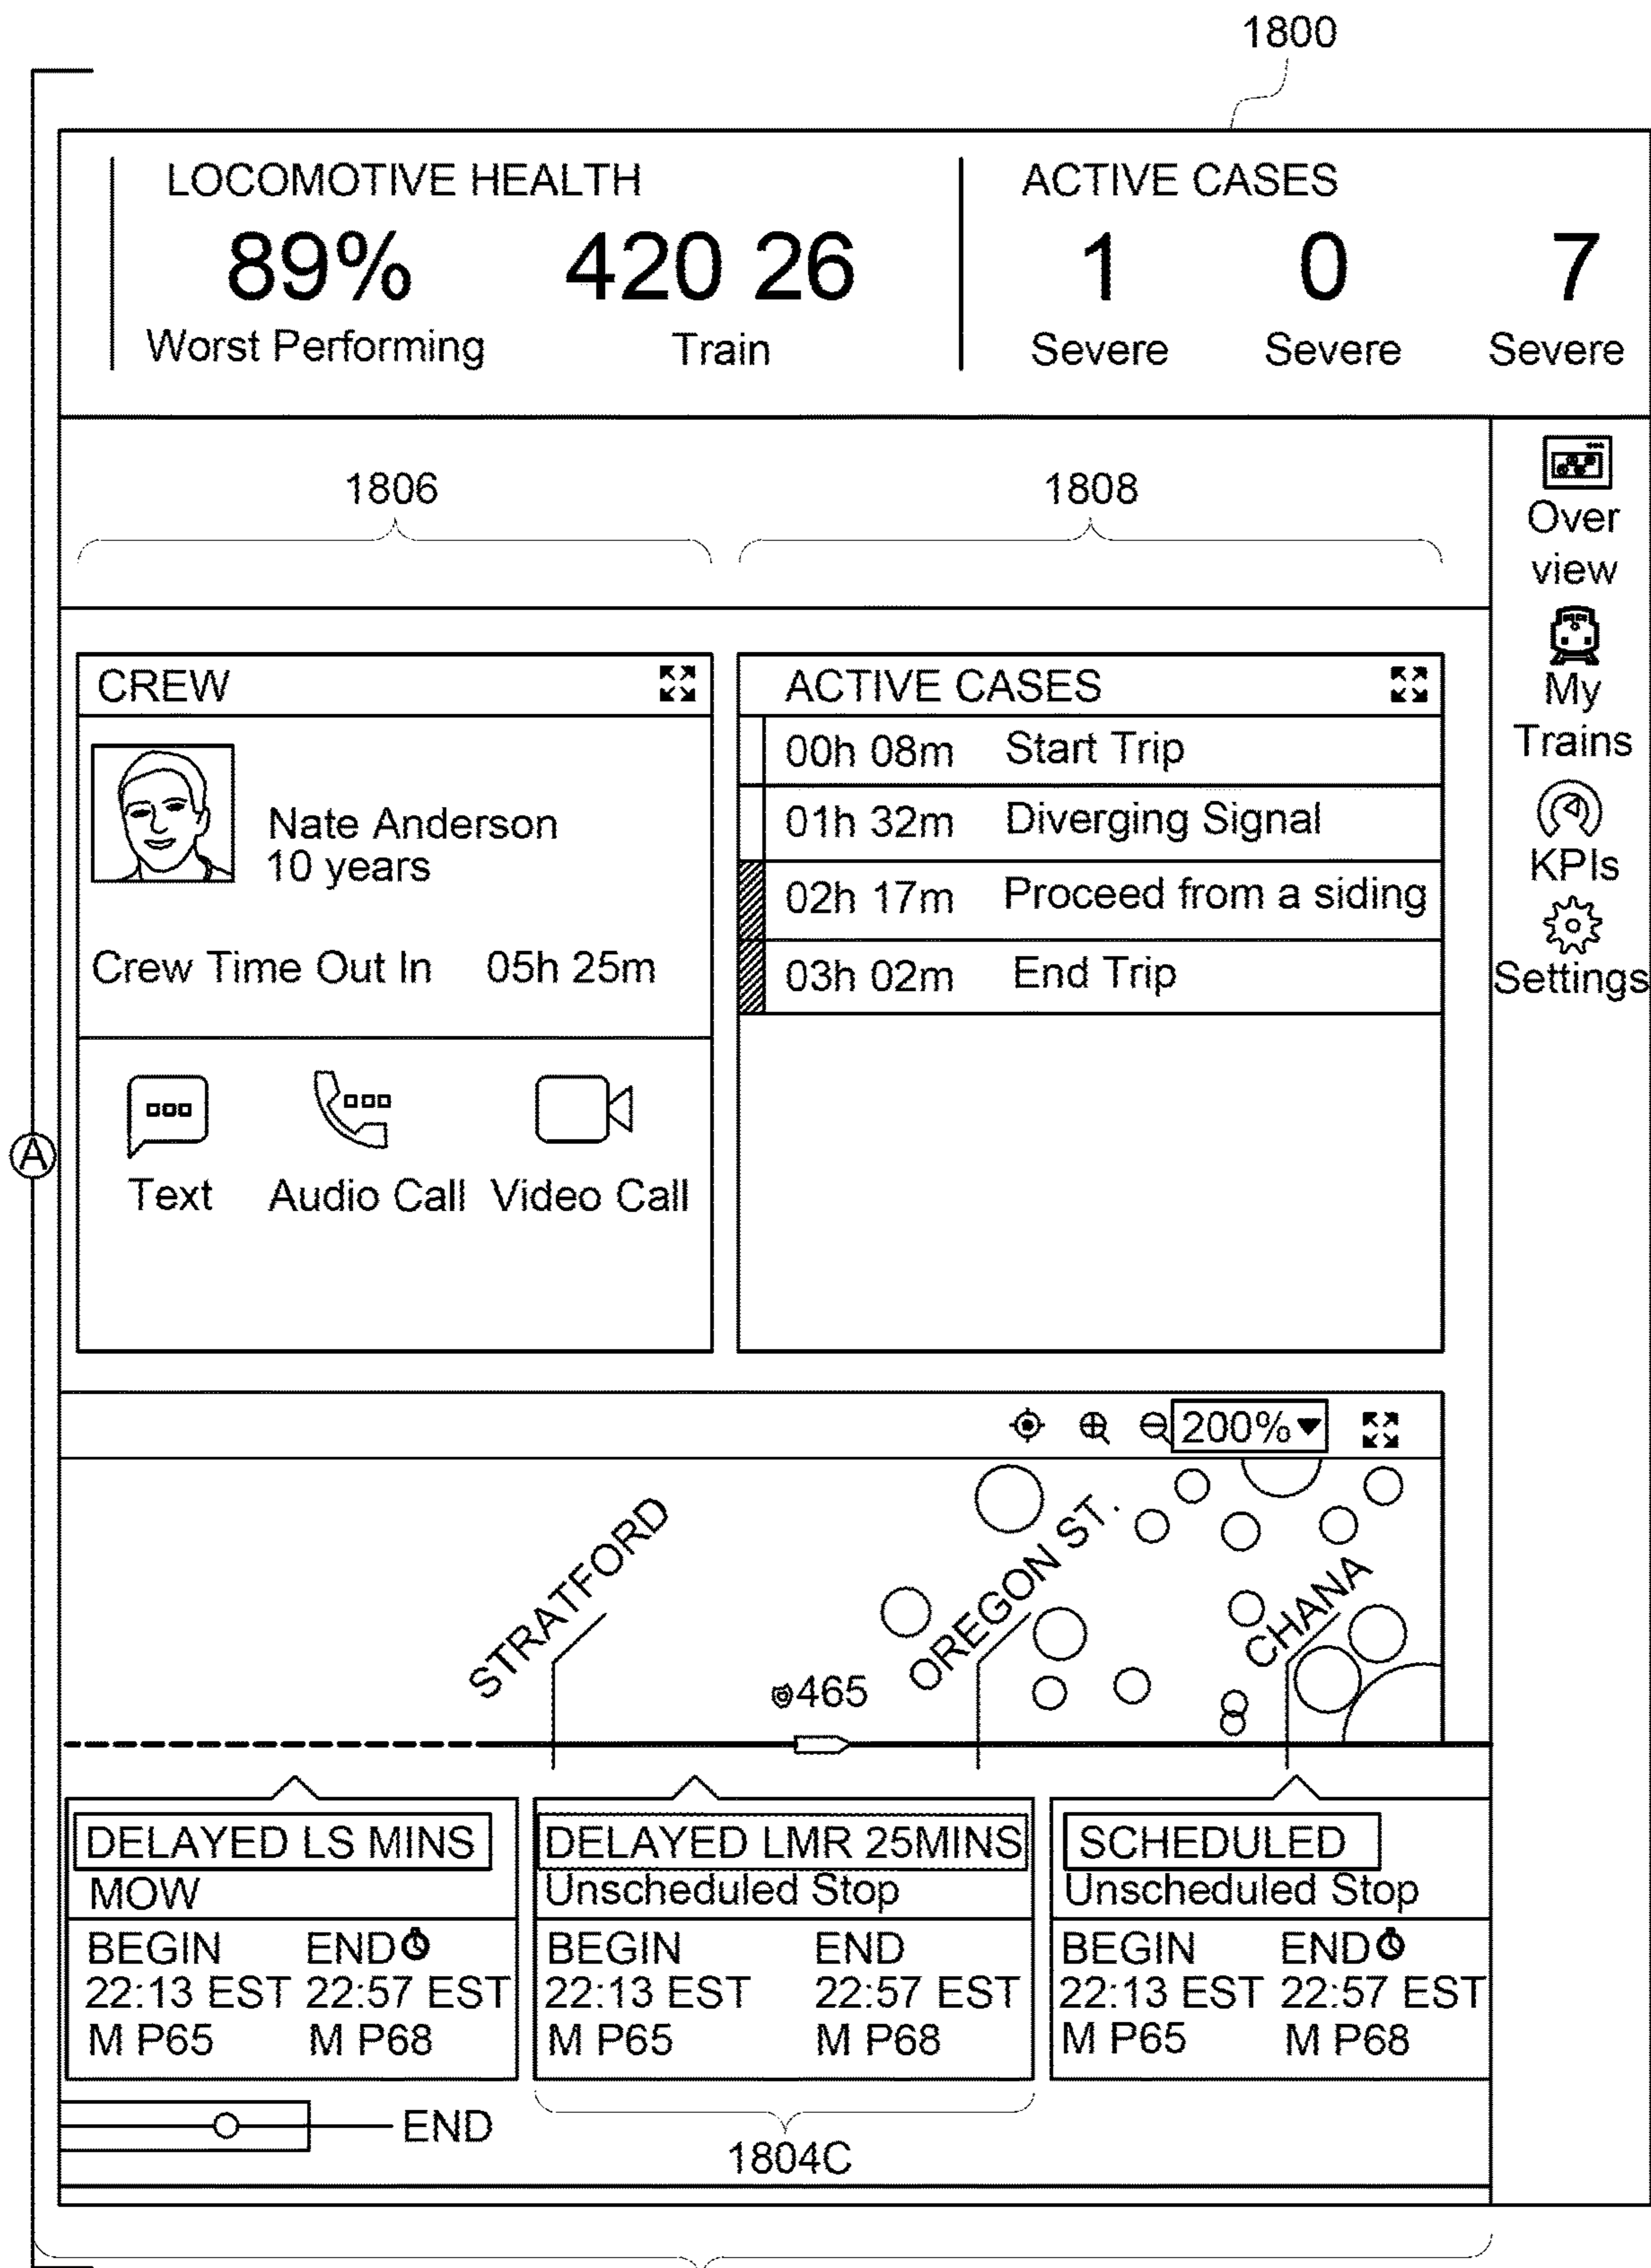 1800
LOCOMOTIVE HEALTH
89% 420 26
Worst Performing Train
ACTIVE CASES
1 0 7
Severe Severe Severe
1806
1808
CREW
Nate Anderson
10 years
Crew Time Out In 05h 25m
Text Audio Call Video Call
ACTIVE CASES
00h 08m Start Trip
01h 32m Diverging Signal
02h 17m Proceed from a siding
03h 02m End Trip
Over
view
My
Trains
KPIs
Settings
A
200%
STRATFORD
465
OREGON ST.
CHANA
DELAYED LS MINS
MOW
BEGIN END
22:13 EST 22:57 EST
M P65 M P68
DELAYED LMR 25MINS
Unscheduled Stop
BEGIN END
22:13 EST 22:57 EST
M P65 M P68
SCHEDULED
Unscheduled Stop
BEGIN END
22:13 EST 22:57 EST
M P65 M P68
END
1804C